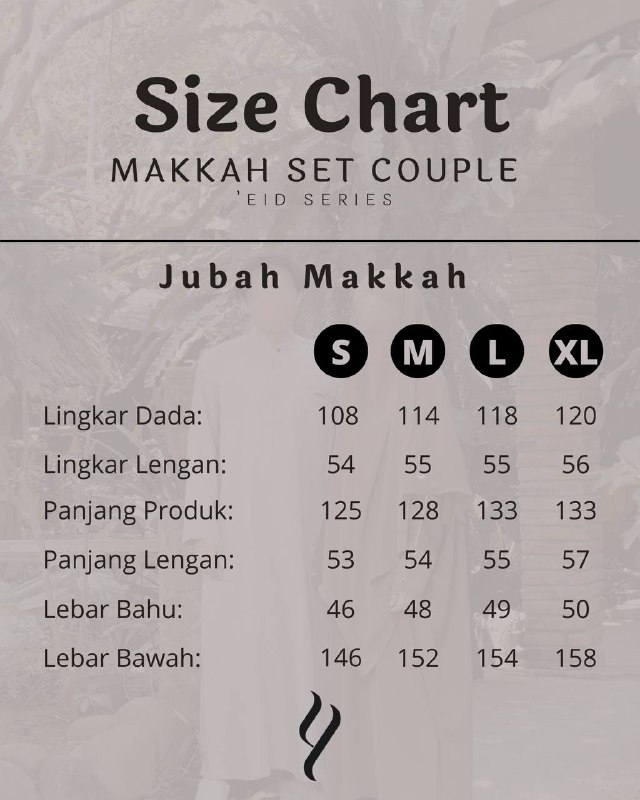 Size Chart
MAKKAH SET COUPLE
'EID SERIES
Jubah Makkah
S M L XL
Lingkar Dada: 108 114 118 120
Lingkar Lengan: 54 55 55 56
Panjang Produk: 125 128 133 133
Panjang Lengan: 53 54 55 57
Lebar Bahu: 46 48 49 50
Lebar Bawah: 146 152 154 158